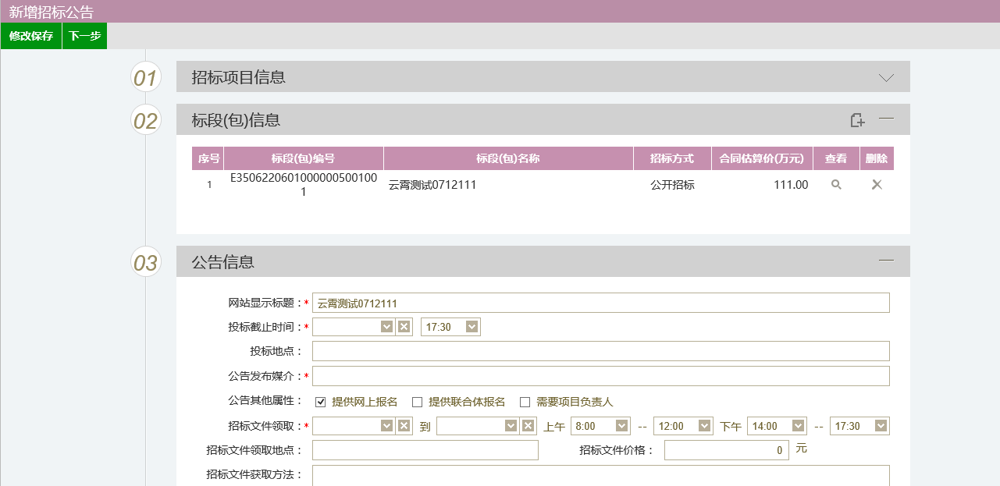 新增招标公告
修改保存 下一步
01 招标项目信息
02 标段(包)信息
序号 标段(包)编号 标段(包)名称 招标方式 合同估算价(万元) 查看 删除
1 E3506220601000000500100 云霄测试0712111 公开招标 111.00
1
03 公告信息
网站显示标题：* 云霄测试0712111
投标截止时间：* 17:30
投标地点：
公告发布媒介：*
公告其他属性： 提供网上报名 提供联合体报名 需要项目负责人
招标文件领取：* 到 上午 8:00 -- 12:00 下午 14:00 -- 17:30
招标文件领取地点： 招标文件价格： 0 元
招标文件获取方法：